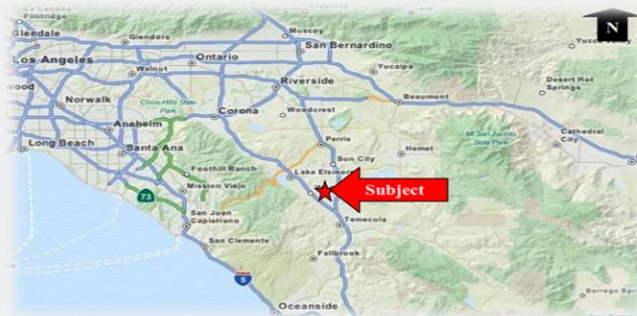 La Canada
Flintridge
Glendale
Glendora
Muscoy
San Bernardino
N
Yucca Valley
Los Angeles
Ontario
Walnut
Yucaipa
Desert Hot
Springs
wood
Norwalk
Chino Hills State
Park
Riverside
Corona
Woodcrest
Beaumont
Anaheim
Long Beach
Santa Ana
Perris
Mt San Jacinto
State Park
Cathedral
City
Foothill Ranch
Sun City
Hemet
Mission Viejo
Lake Elsinore
Subject
73
San Juan
Capistrano
Temecula
San Clemente
Fallbrook
5
Oceanside
Borrego Spri